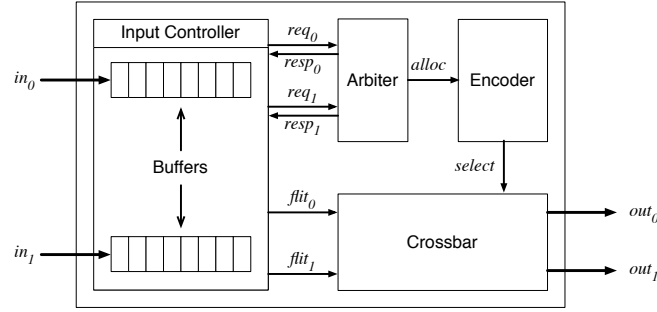 Input Controller
in0
Buffers
in1
req0
resp0
req1
resp1
Arbiter
alloc
Encoder
select
flit0
flit1
Crossbar
out0
out1